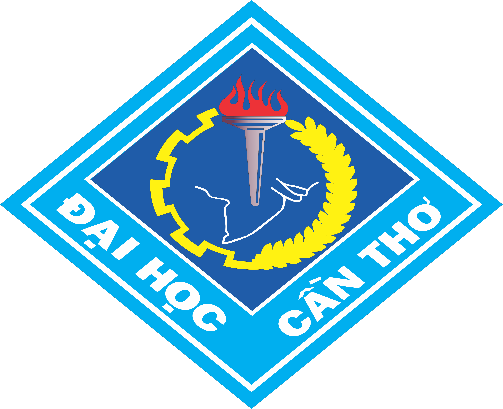 ĐẠI HỌC
CẦN THƠ